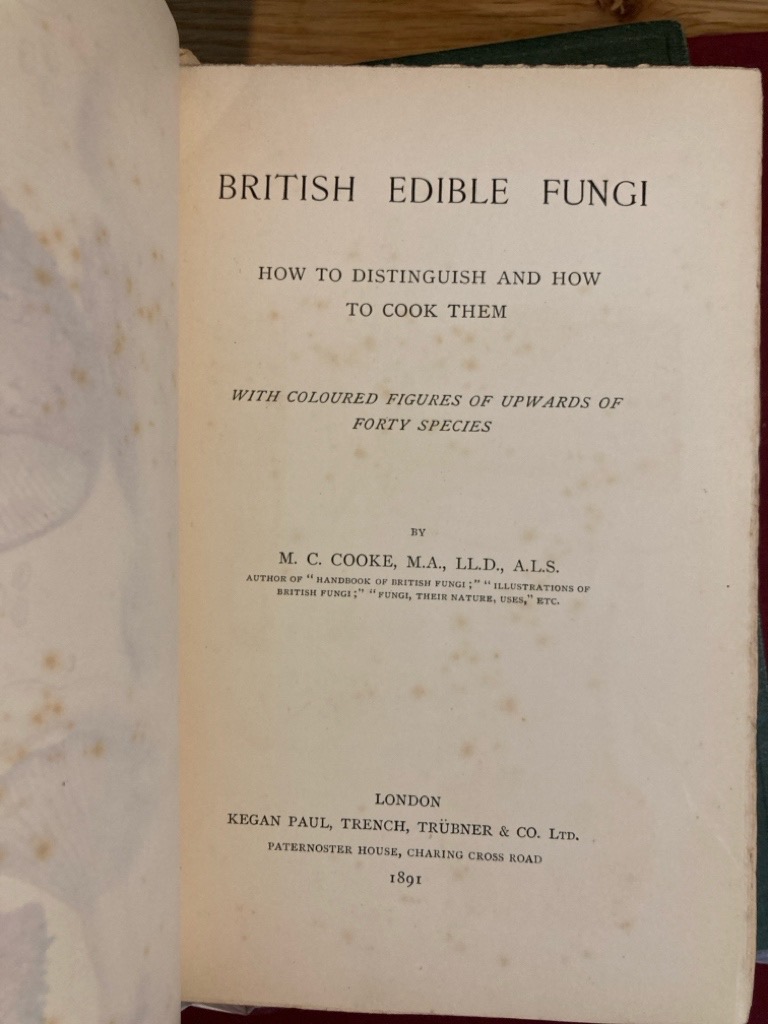 BRITISH EDIBLE FUNGI
HOW TO DISTINGUISH AND HOW
TO COOK THEM
WITH COLOURED FIGURES OF UPWARDS OF
FORTY SPECIES
BY
M. C. COOKE, M.A., LL.D., A.L.S.
AUTHOR OF "HANDBOOK OF BRITISH FUNGI;" "ILLUSTRATIONS OF
BRITISH FUNGI;" "FUNGI, THEIR NATURE, USES," ETC.
LONDON
KEGAN PAUL, TRENCH, TRÜBNER & CO. LTD.
PATERNOSTER HOUSE, CHARING CROSS ROAD
1891